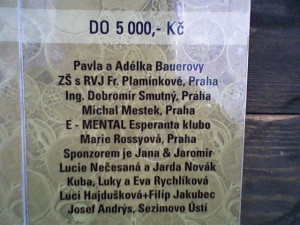 DO 5 000,- Kč
Pavla a Adélka Bauerovy
ZŠ s RVJ Fr. Plamínkové, Praha
Ing. Dobromír Smutný, Praha
Michal Mestek, Praha
E - MENTAL Esperanta klubo
Marie Rossyová, Praha
Sponzorem je Jana & Jaromír
Lucie Nečesaná a Jarda Novák
Kuba, Luky a Eva Rychlíková
Luci Hajdušková+Filip Jakubec
Josef Andrýs, Sezimovo Ústí